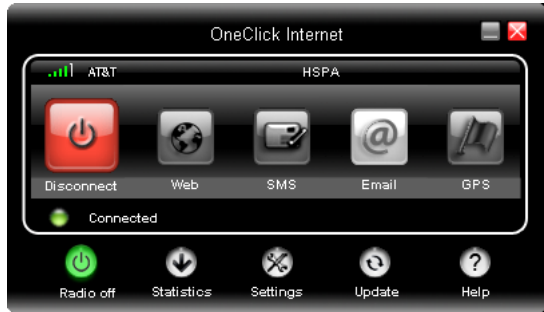 OneClick Internet
AT&T HSPA
Disconnect Web SMS Email GPS
Connected
Radio off Statistics Settings Update Help